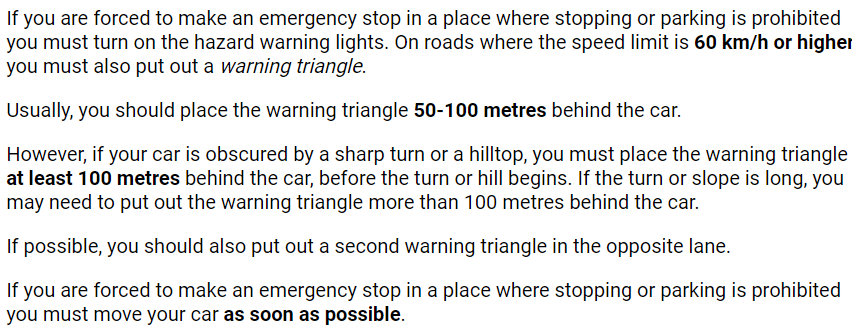 If you are forced to make an emergency stop in a place where stopping or parking is prohibited
you must turn on the hazard warning lights. On roads where the speed limit is 60 km/h or higher
you must also put out a warning triangle.
Usually, you should place the warning triangle 50-100 metres behind the car.
However, if your car is obscured by a sharp turn or a hilltop, you must place the warning triangle
at least 100 metres behind the car, before the turn or hill begins. If the turn or slope is long, you
may need to put out the warning triangle more than 100 metres behind the car.
If possible, you should also put out a second warning triangle in the opposite lane.
If you are forced to make an emergency stop in a place where stopping or parking is prohibited
you must move your car as soon as possible.